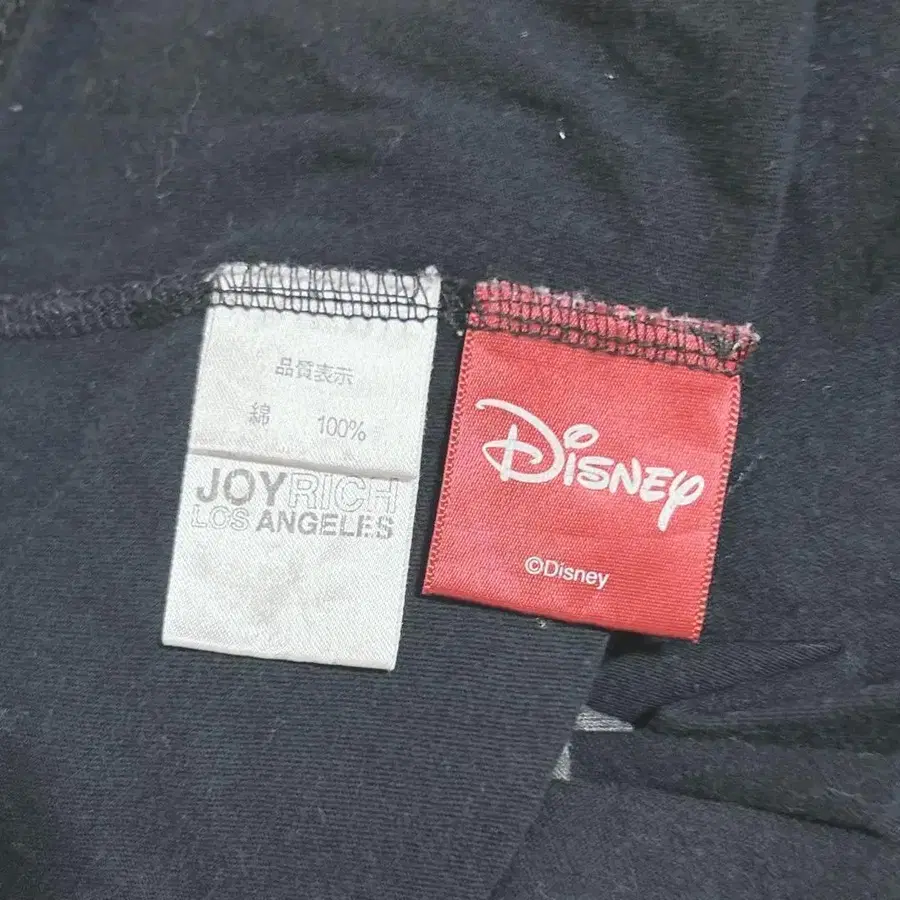 品質表示
綿 100%
JOYRICH
LOS ANGELES
Disney
©Disney